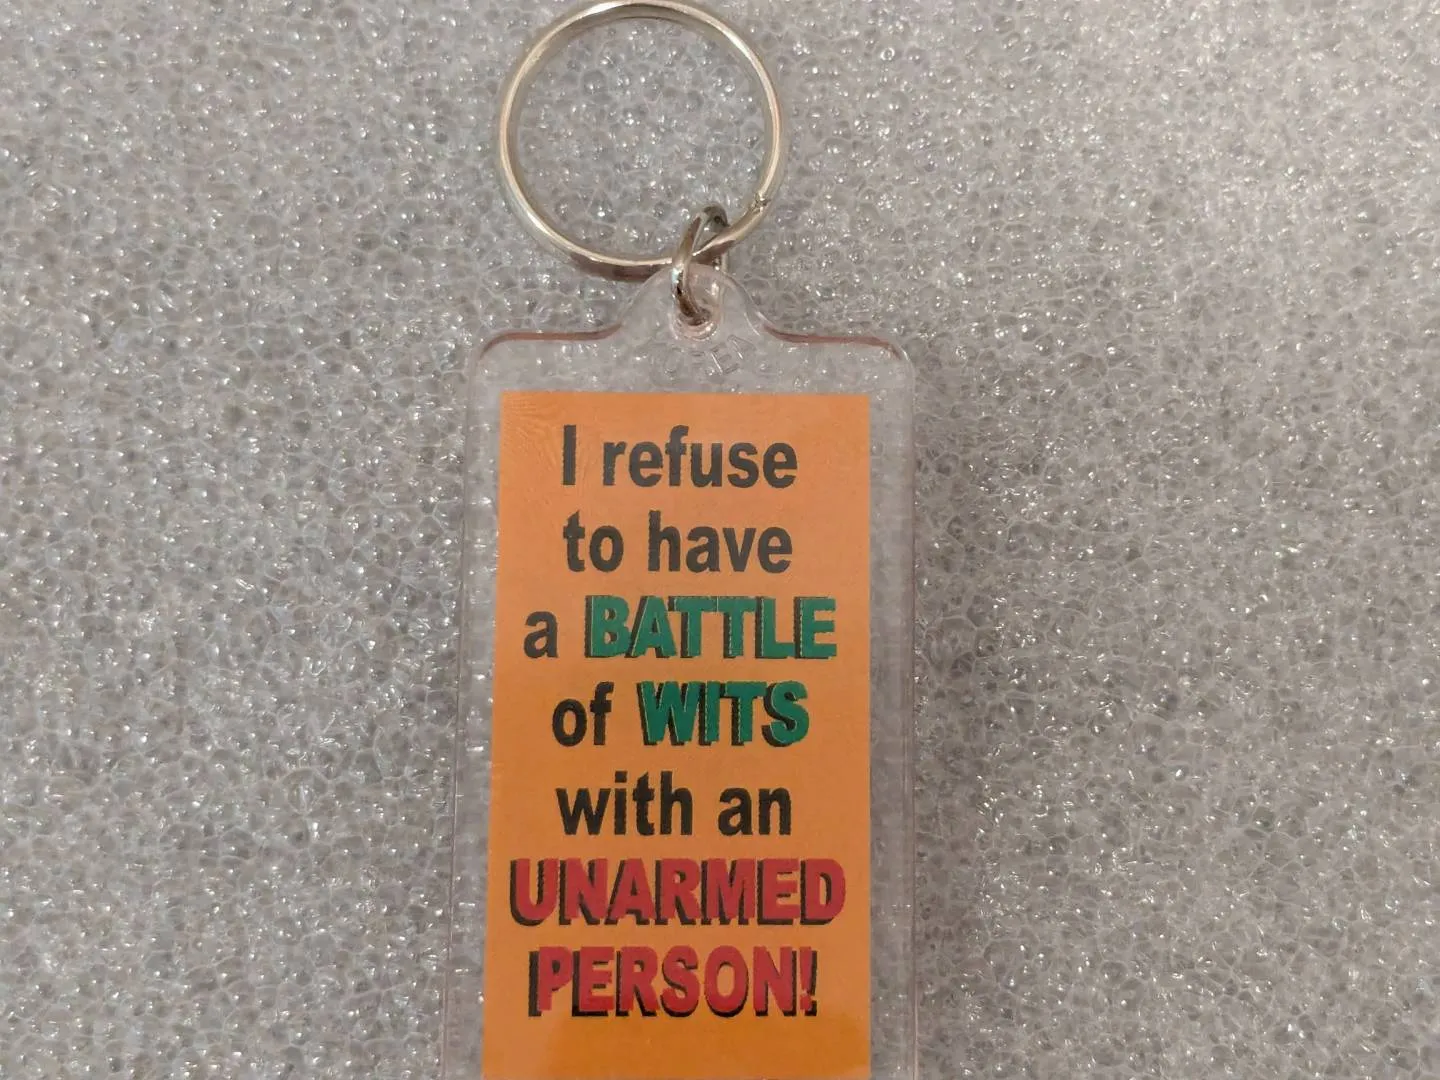 I refuse
to have
a BATTLE
of WITS
with an
UNARMED
PERSON!